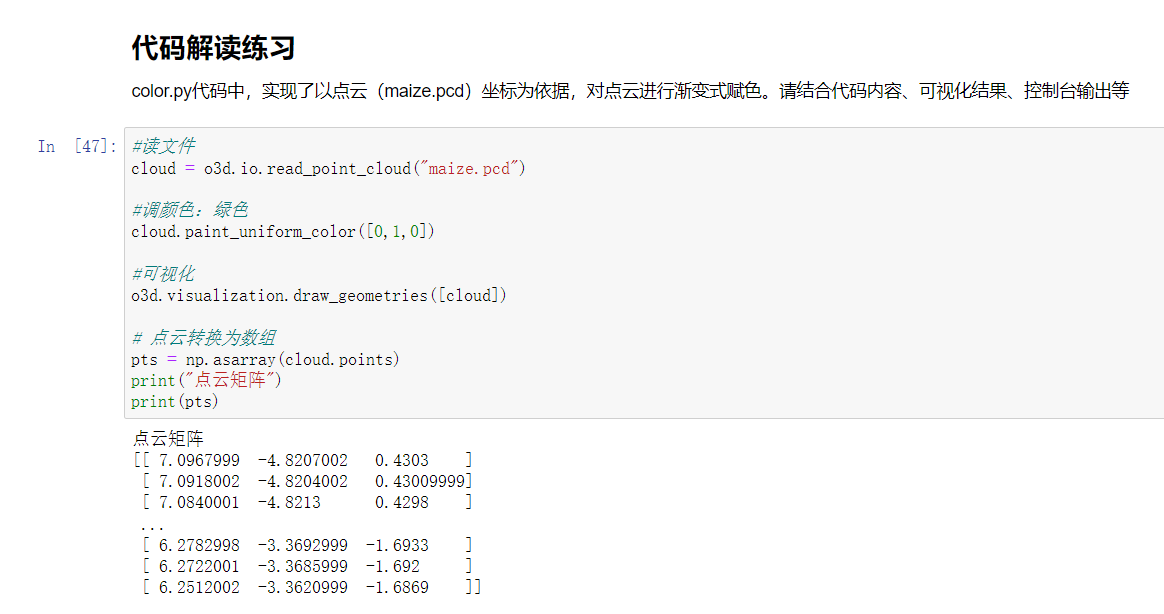 代码解读练习
color.py代码中，实现了以点云（maize.pcd）坐标为依据，对点云进行渐变式赋色。请结合代码内容、可视化结果、控制台输出等
In [47]:
#读文件
cloud = o3d.io.read_point_cloud("maize.pcd")
#调颜色：绿色
cloud.paint_uniform_color([0,1,0])
#可视化
o3d.visualization.draw_geometries([cloud])
# 点云转换为数组
pts = np.asarray(cloud.points)
print("点云矩阵")
print(pts)
点云矩阵
[[ 7.0967999 -4.8207002  0.4303    ]
 [ 7.0918002 -4.8204002  0.43009999]
 [ 7.0840001 -4.8213     0.4298    ]
 ...
 [ 6.2782998 -3.3692999 -1.6933    ]
 [ 6.2722001 -3.3685999 -1.692     ]
 [ 6.2512002 -3.3620999 -1.6869    ]]